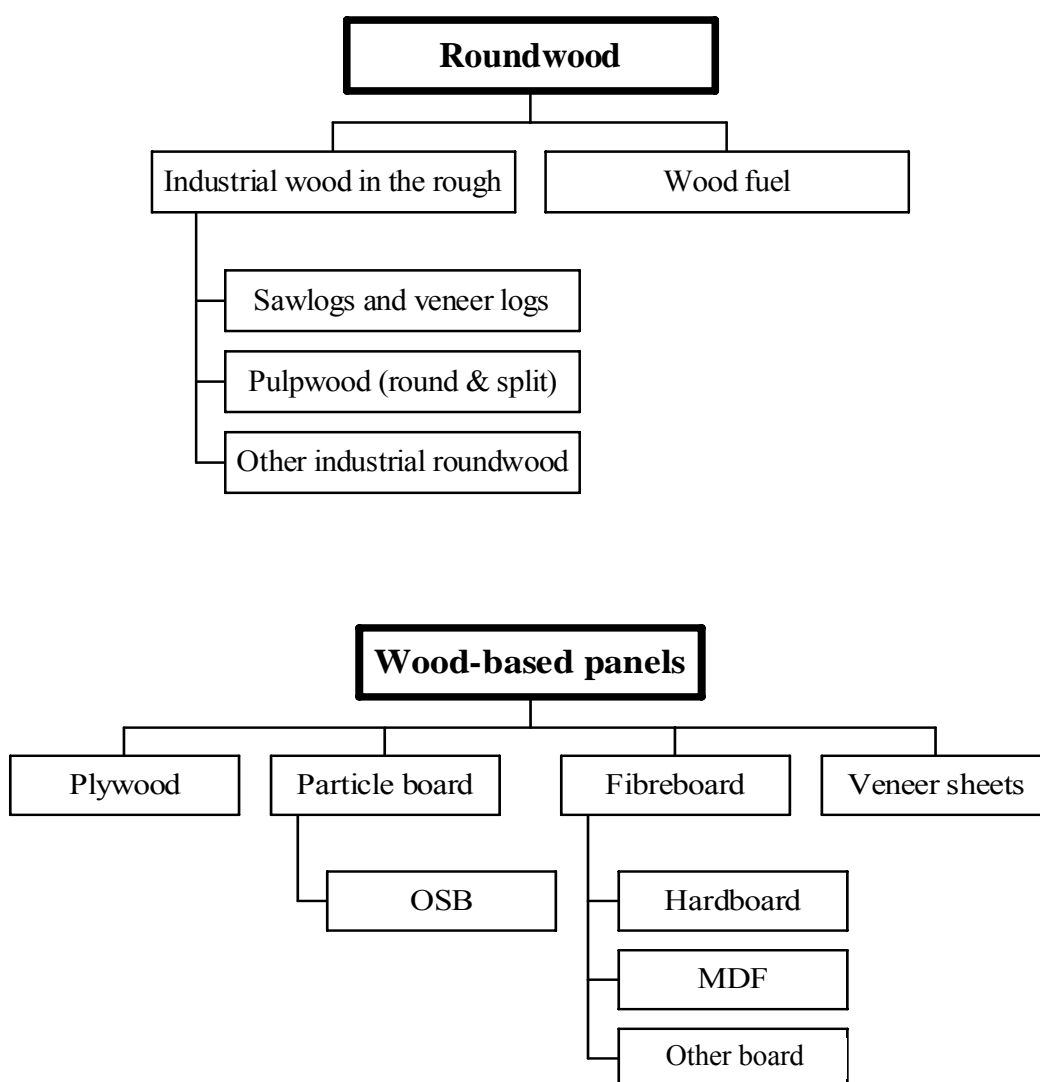 Roundwood
Industrial wood in the rough
Wood fuel
Sawlogs and veneer logs
Pulpwood (round & split)
Other industrial roundwood
Wood-based panels
Plywood
Particle board
Fibreboard
Veneer sheets
OSB
Hardboard
MDF
Other board